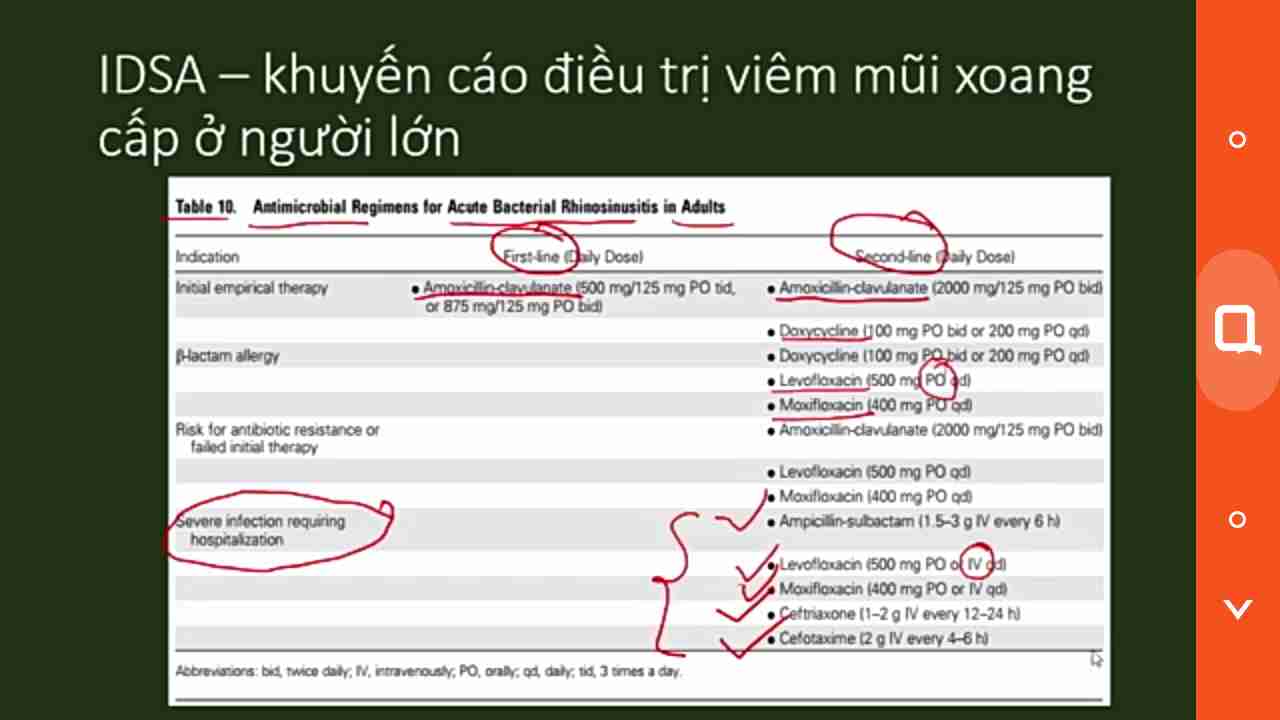 IDSA – khuyến cáo điều trị viêm mũi xoang
cấp ở người lớn
Table 10. Antimicrobial Regimens for Acute Bacterial Rhinosinusitis in Adults
Indication First-line (Daily Dose) Second-line (Daily Dose)
Initial empirical therapy • Amoxicillin-clavulanate (500 mg/125 mg PO tid, • Amoxicillin-clavulanate (2000 mg/125 mg PO bid)
or 875 mg/125 mg PO bid)
• Doxycycline (100 mg PO bid or 200 mg PO qd)
β-lactam allergy • Doxycycline (100 mg PO bid or 200 mg PO qd)
• Levofloxacin (500 mg PO qd)
• Moxifloxacin (400 mg PO qd)
Risk for antibiotic resistance or • Amoxicillin-clavulanate (2000 mg/125 mg PO bid)
failed initial therapy
• Levofloxacin (500 mg PO qd)
• Moxifloxacin (400 mg PO qd)
Severe infection requiring • Ampicillin-sulbactam (1.5–3 g IV every 6 h)
hospitalization
• Levofloxacin (500 mg PO or IV qd)
• Moxifloxacin (400 mg PO or IV qd)
• Ceftriaxone (1–2 g IV every 12–24 h)
• Cefotaxime (2 g IV every 4–6 h)
Abbreviations: bid, twice daily; IV, intravenously; PO, orally; qd, daily; tid, 3 times a day.